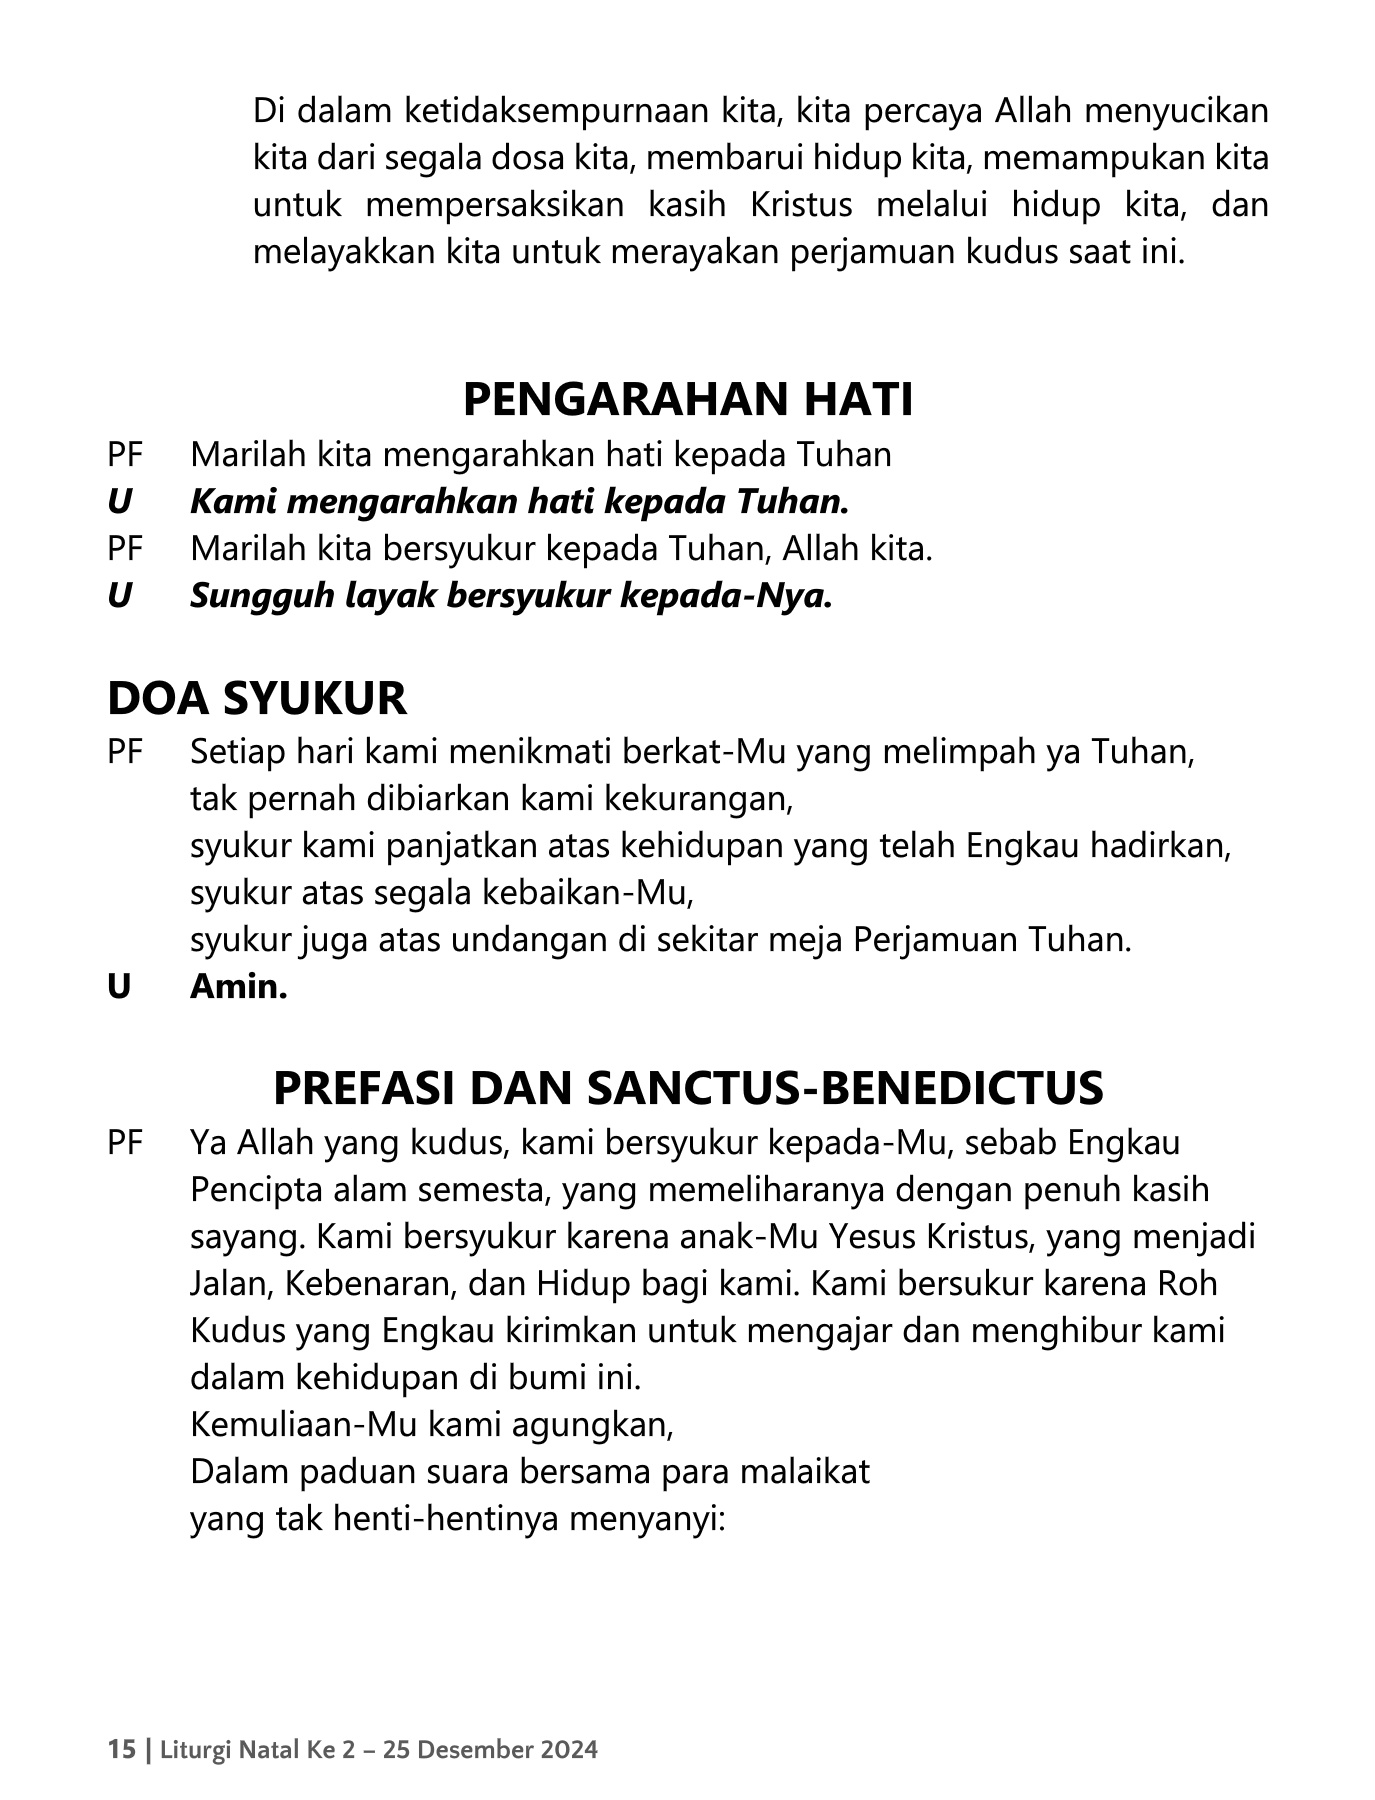 Di dalam ketidaksempurnaan kita, kita percaya Allah menyucikan
kita dari segala dosa kita, membarui hidup kita, memampukan kita
untuk mempersaksikan kasih Kristus melalui hidup kita, dan
melayakkan kita untuk merayakan perjamuan kudus saat ini.
PENGARAHAN HATI
PF Marilah kita mengarahkan hati kepada Tuhan
U Kami mengarahkan hati kepada Tuhan.
PF Marilah kita bersyukur kepada Tuhan, Allah kita.
U Sungguh layak bersyukur kepada-Nya.
DOA SYUKUR
PF Setiap hari kami menikmati berkat-Mu yang melimpah ya Tuhan,
tak pernah dibiarkan kami kekurangan,
syukur kami panjatkan atas kehidupan yang telah Engkau hadirkan,
syukur atas segala kebaikan-Mu,
syukur juga atas undangan di sekitar meja Perjamuan Tuhan.
U Amin.
PREFASI DAN SANCTUS-BENEDICTUS
PF Ya Allah yang kudus, kami bersyukur kepada-Mu, sebab Engkau
Pencipta alam semesta, yang memeliharanya dengan penuh kasih
sayang. Kami bersyukur karena anak-Mu Yesus Kristus, yang menjadi
Jalan, Kebenaran, dan Hidup bagi kami. Kami bersukur karena Roh
Kudus yang Engkau kirimkan untuk mengajar dan menghibur kami
dalam kehidupan di bumi ini.
Kemuliaan-Mu kami agungkan,
Dalam paduan suara bersama para malaikat
yang tak henti-hentinya menyanyi:
15 | Liturgi Natal Ke 2 – 25 Desember 2024